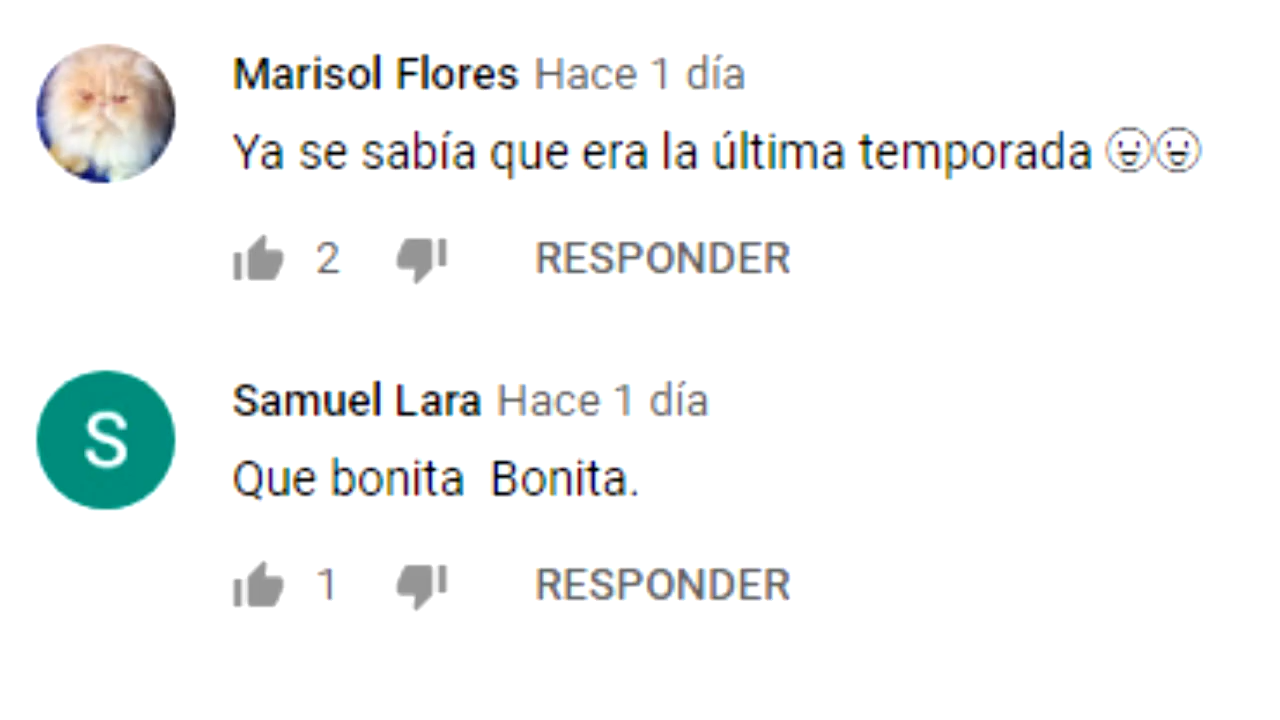 Marisol Flores Hace 1 día
Ya se sabía que era la última temporada 😃😃
2 RESPONDER
S
Samuel Lara Hace 1 día
Que bonita  Bonita.
1 RESPONDER